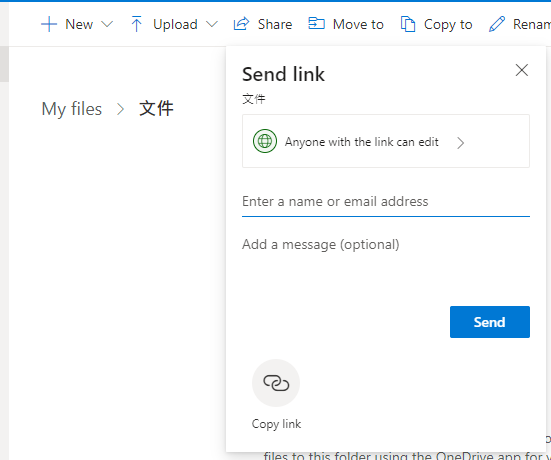 New Upload Share Move to Copy to
Send link
文件
My files 文件
Anyone with the link can edit
Enter a name or email address
Add a message (optional)
Send
Copy link
files to this folder using the OneDrive app for